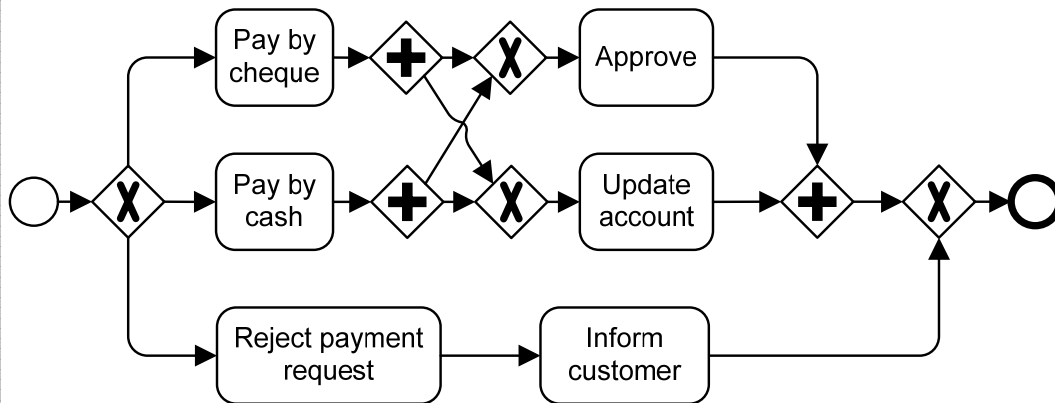 Pay by
cheque
Approve
Pay by
cash
Update
account
Reject payment
request
Inform
customer